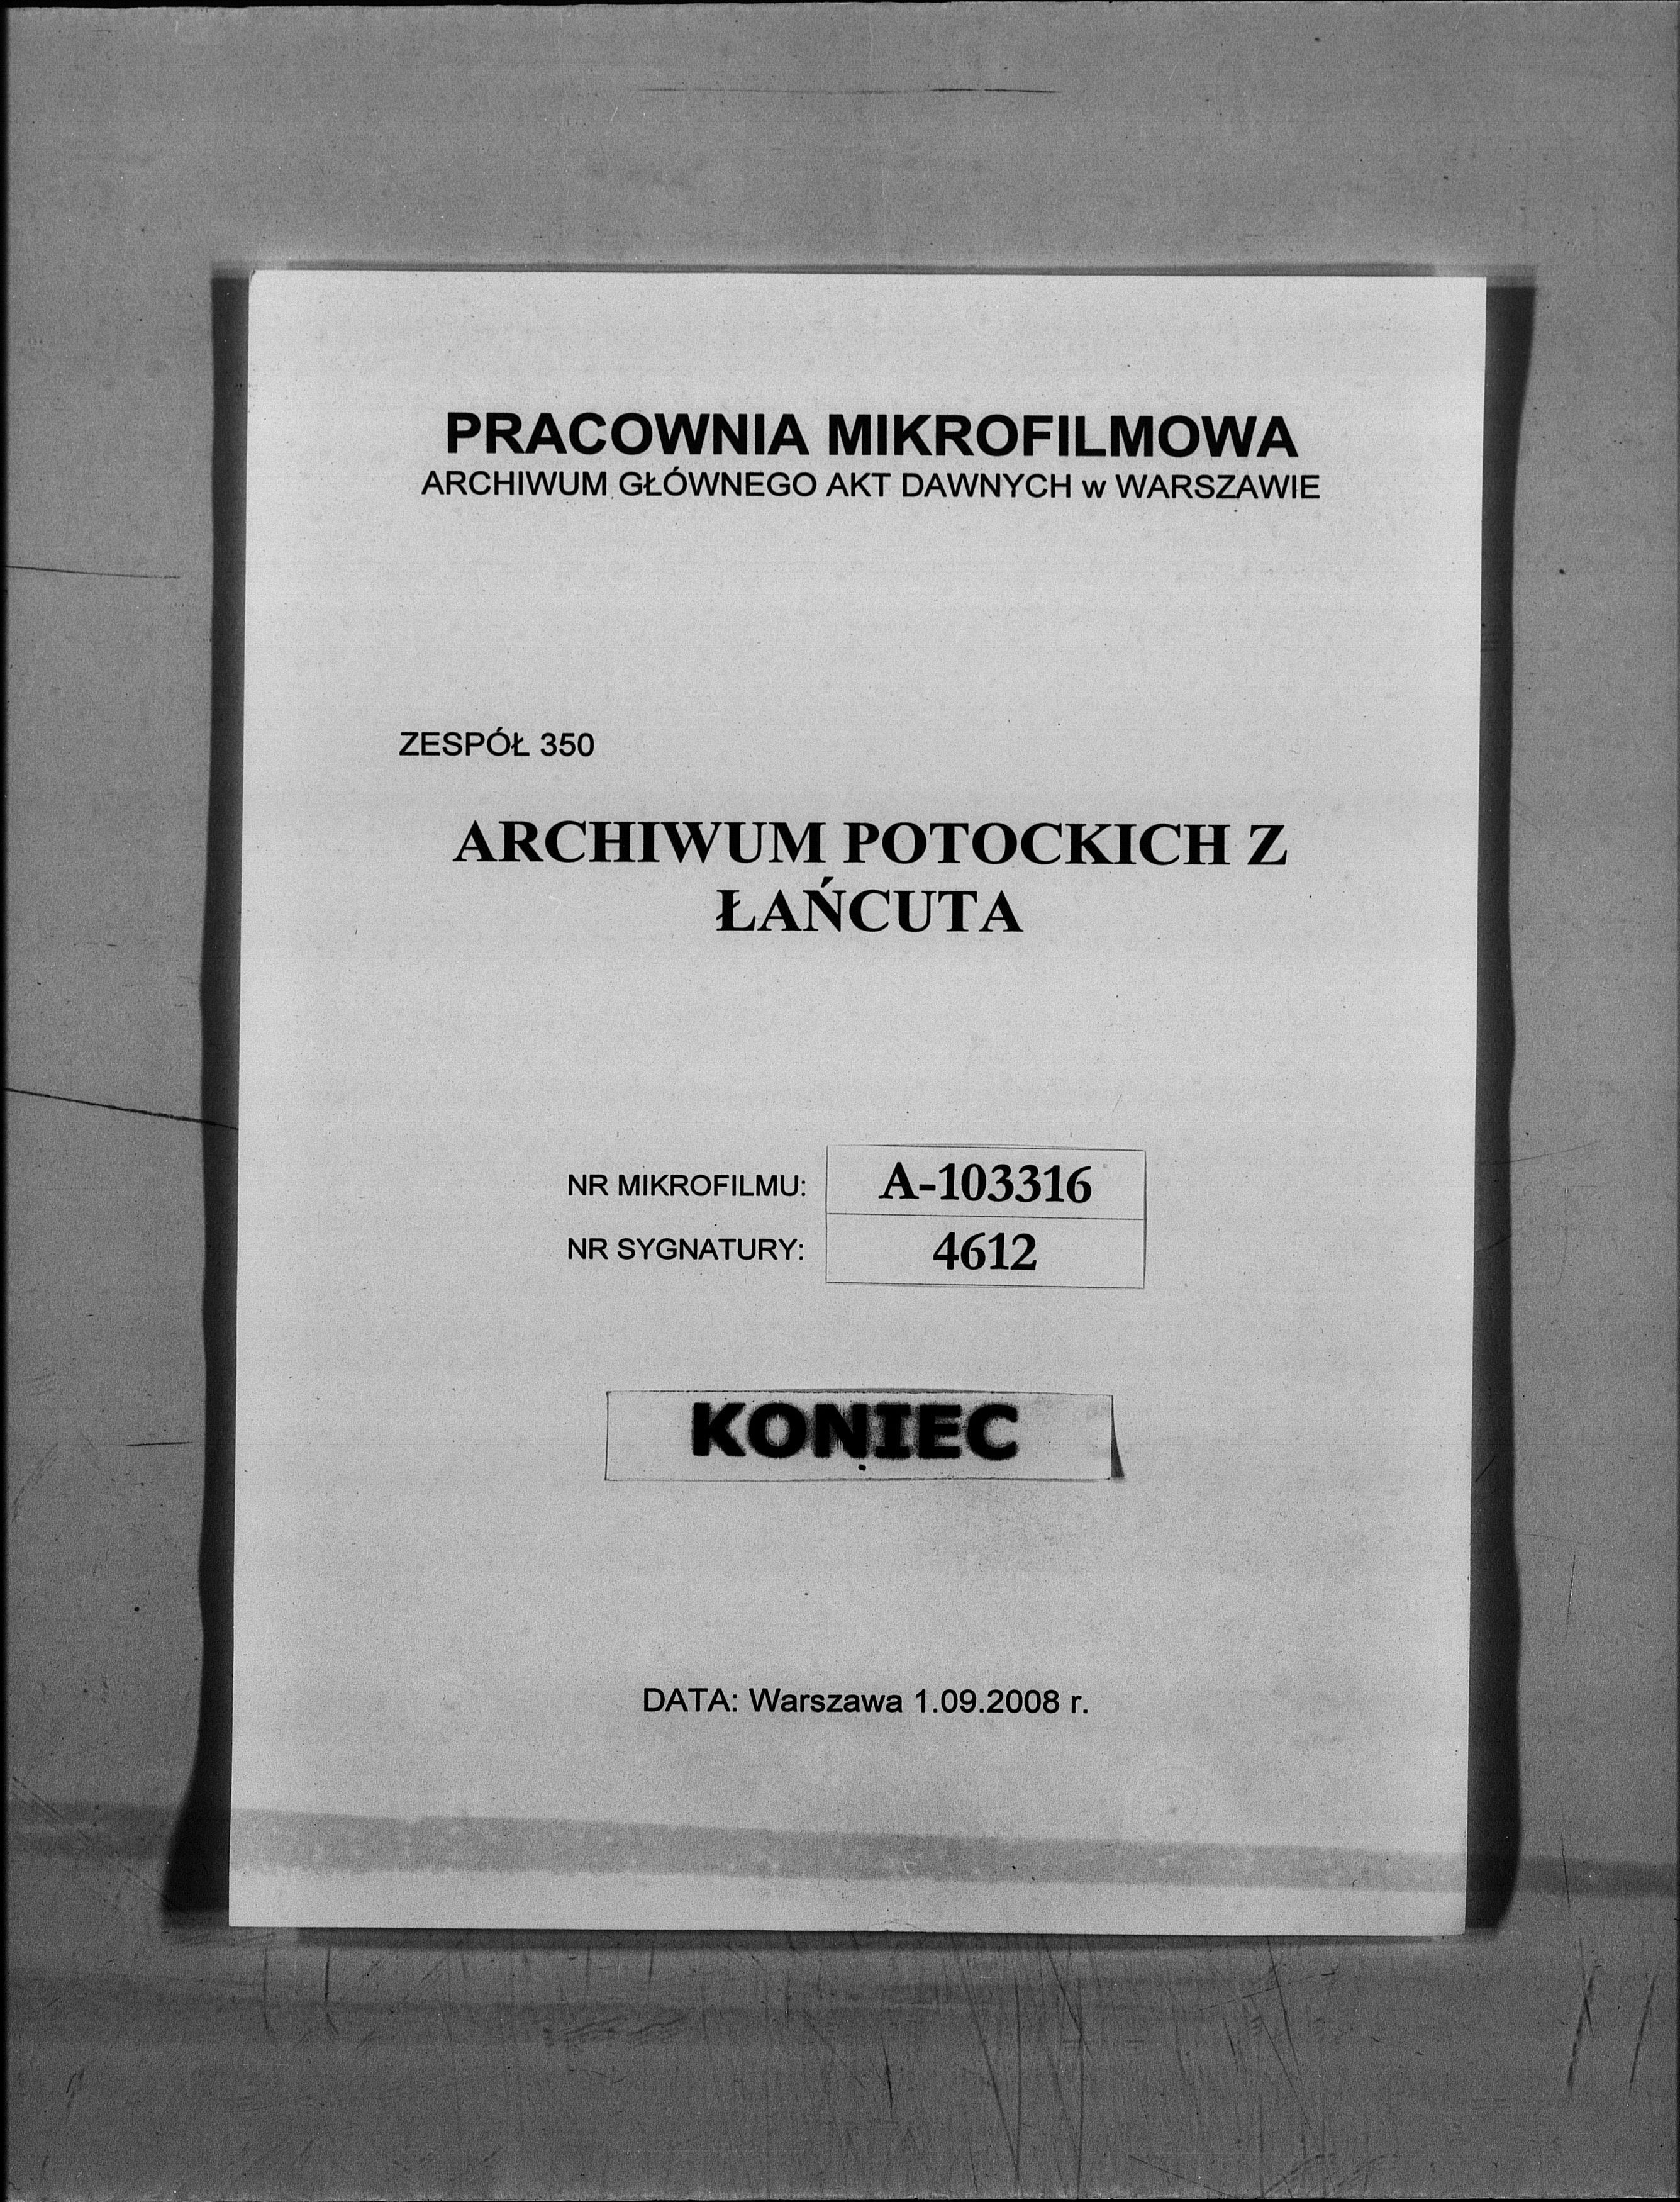 PRACOWNIA MIKROFILMOWA
ARCHIWUM GŁÓWNEGO AKT DAWNYCH w WARSZAWIE
ZESPÓŁ 350
ARCHIWUM POTOCKICH Z
ŁAŃCUTA
NR MIKROFILMU: A-103316
NR SYGNATURY: 4612
KONIEC
DATA: Warszawa 1.09.2008 r.